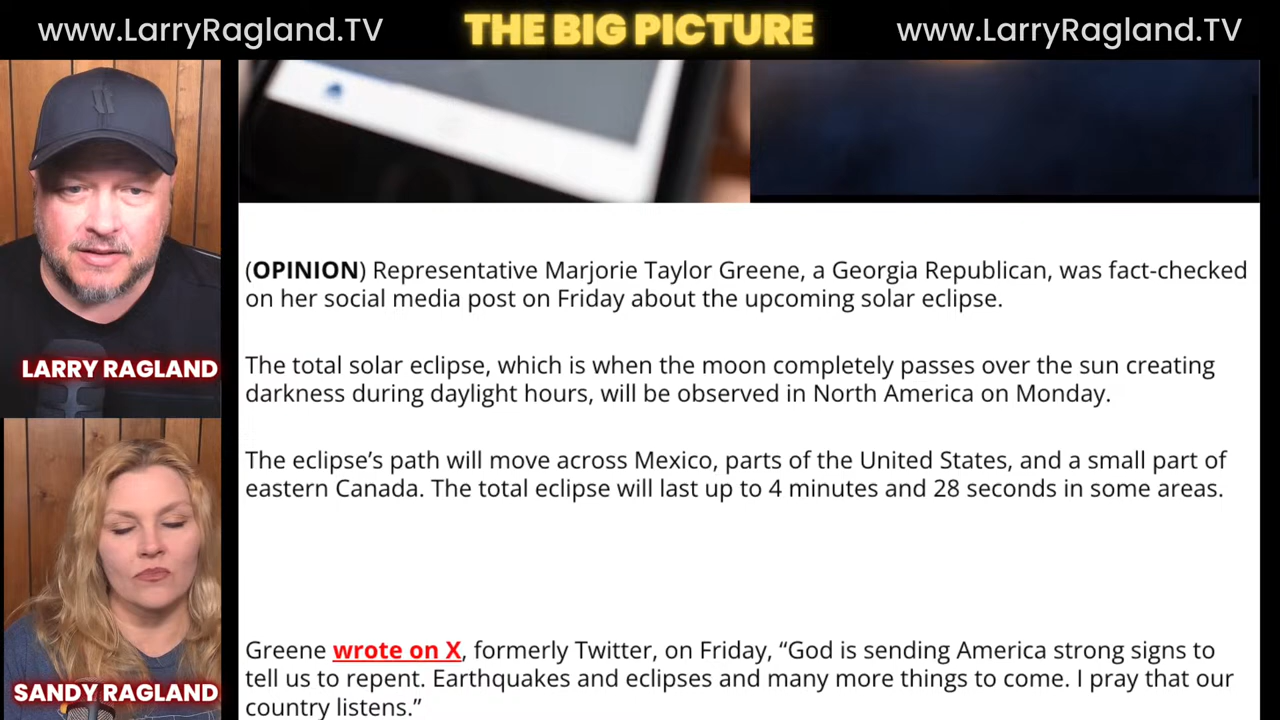 www.LarryRagland.TV
THE BIG PICTURE
www.LarryRagland.TV
(OPINION) Representative Marjorie Taylor Greene, a Georgia Republican, was fact-checked
on her social media post on Friday about the upcoming solar eclipse.
The total solar eclipse, which is when the moon completely passes over the sun creating
darkness during daylight hours, will be observed in North America on Monday.
The eclipse’s path will move across Mexico, parts of the United States, and a small part of
eastern Canada. The total eclipse will last up to 4 minutes and 28 seconds in some areas.
Greene wrote on X, formerly Twitter, on Friday, “God is sending America strong signs to
tell us to repent. Earthquakes and eclipses and many more things to come. I pray that our
country listens.”
LARRY RAGLAND
SANDY RAGLAND